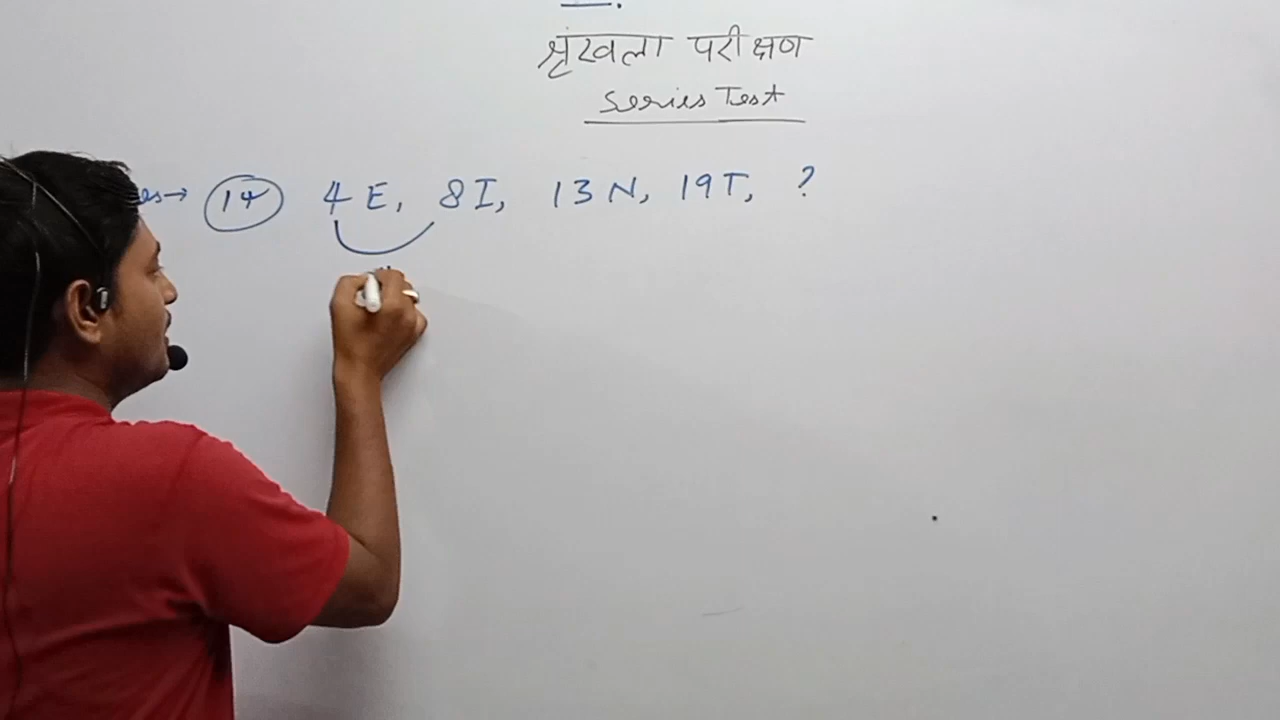 श्रृंखला परीक्षण
Series Test
14 4E, 8I, 13N, 19T, ?